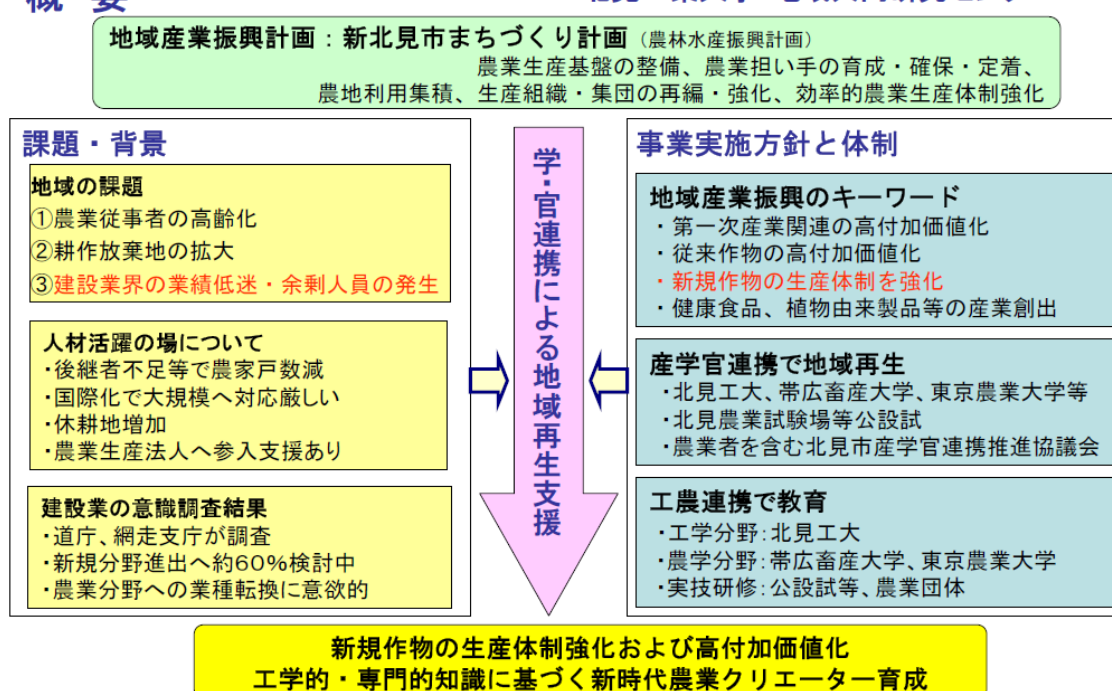 概 要
地域産業振興計画：新北見市まちづくり計画（農林水産振興計画）
農業生産基盤の整備、農業担い手の育成・確保・定着、
農地利用集積、生産組織・集団の再編・強化、効率的農業生産体制強化
課題・背景
地域の課題
①農業従事者の高齢化
②耕作放棄地の拡大
③建設業界の業績低迷・余剰人員の発生
人材活躍の場について
・後継者不足等で農家戸数減
・国際化で大規模へ対応厳しい
・休耕地増加
・農業生産法人へ参入支援あり
建設業の意識調査結果
・道庁、網走支庁が調査
・新規分野進出へ約60%検討中
・農業分野への業種転換に意欲的
学・官連携による地域再生支援
事業実施方針と体制
地域産業振興のキーワード
・第一次産業関連の高付加価値化
・従来作物の高付加価値化
・新規作物の生産体制を強化
・健康食品、植物由来製品等の産業創出
産学官連携で地域再生
・北見工大、帯広畜産大学、東京農業大学等
・北見農業試験場等公設試
・農業者を含む北見市産学官連携推進協議会
工農連携で教育
・工学分野：北見工大
・農学分野：帯広畜産大学、東京農業大学
・実技研修：公設試等、農業団体
新規作物の生産体制強化および高付加価値化
工学的・専門的知識に基づく新時代農業クリエーター育成